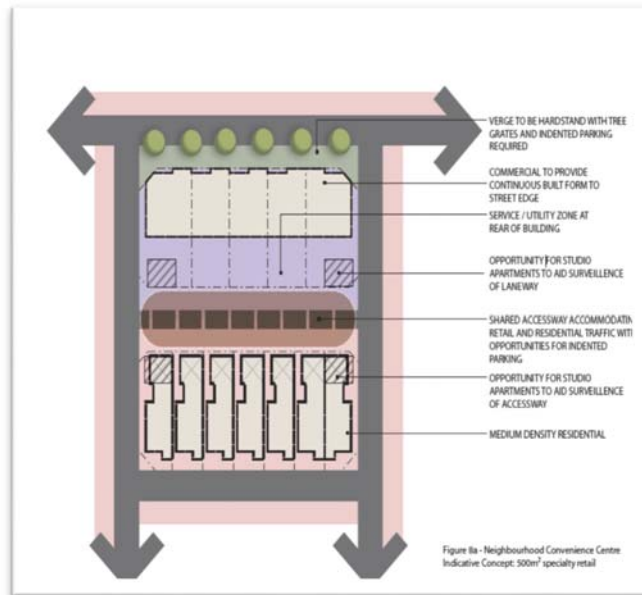 VERGE TO BE HARDSTAND WITH TREE
GRATES AND INDENTED PARKING
REQUIRED
COMMERCIAL TO PROVIDE
CONTINUOUS BUILT FORM TO
STREET EDGE
SERVICE / UTILITY ZONE AT
REAR OF BUILDING
OPPORTUNITY FOR STUDIO
APARTMENTS TO AID SURVEILLENCE
OF LANEWAY
SHARED ACCESSWAY ACCOMMODATIN
RETAIL AND RESIDENTIAL TRAFFIC WIT
OPPORTUNITIES FOR INDENTED
PARKING
OPPORTUNITY FOR STUDIO
APARTMENTS TO AID SURVEILLANCE
OF ACCESSWAY
MEDIUM DENSITY RESIDENTIAL
Figure 8a - Neighbourhood Convenience Centre
Indicative Concept: 500m² specialty retail